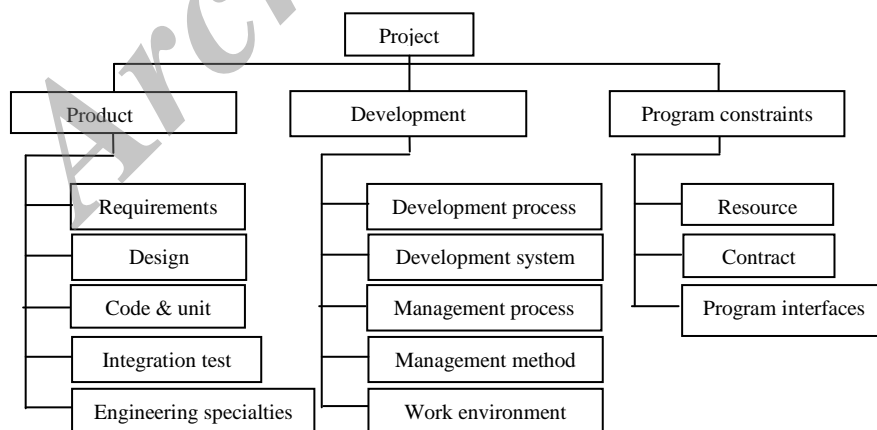 Project
Product
Development
Program constraints
Requirements
Design
Code & unit
Integration test
Engineering specialties
Development process
Development system
Management process
Management method
Work environment
Resource
Contract
Program interfaces